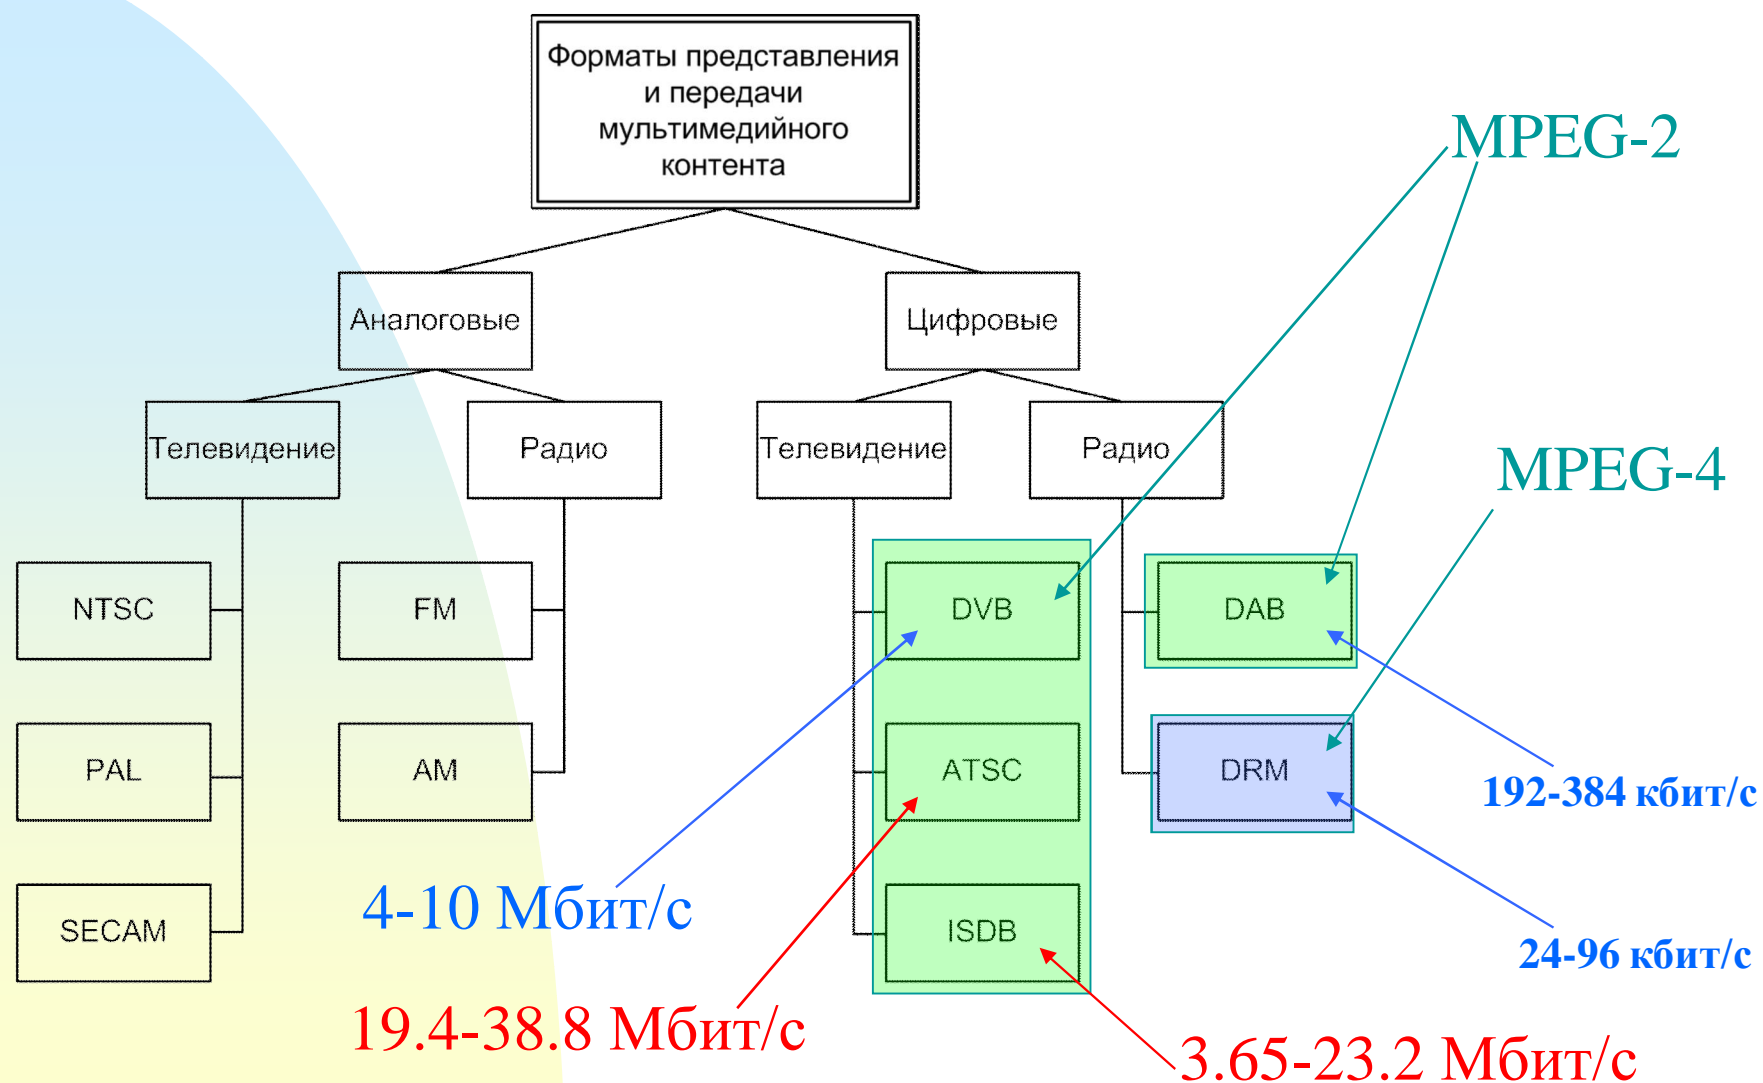 Форматы представления
и передачи
мультимедийного
контента
MPEG-2
Аналоговые
Цифровые
Телевидение
Радио
Телевидение
Радио
MPEG-4
NTSC
FM
DVB
DAB
PAL
AM
ATSC
DRM
192-384 кбит/с
4-10 Мбит/с
SECAM
ISDB
24-96 кбит/с
19.4-38.8 Мбит/с
3.65-23.2 Мбит/с